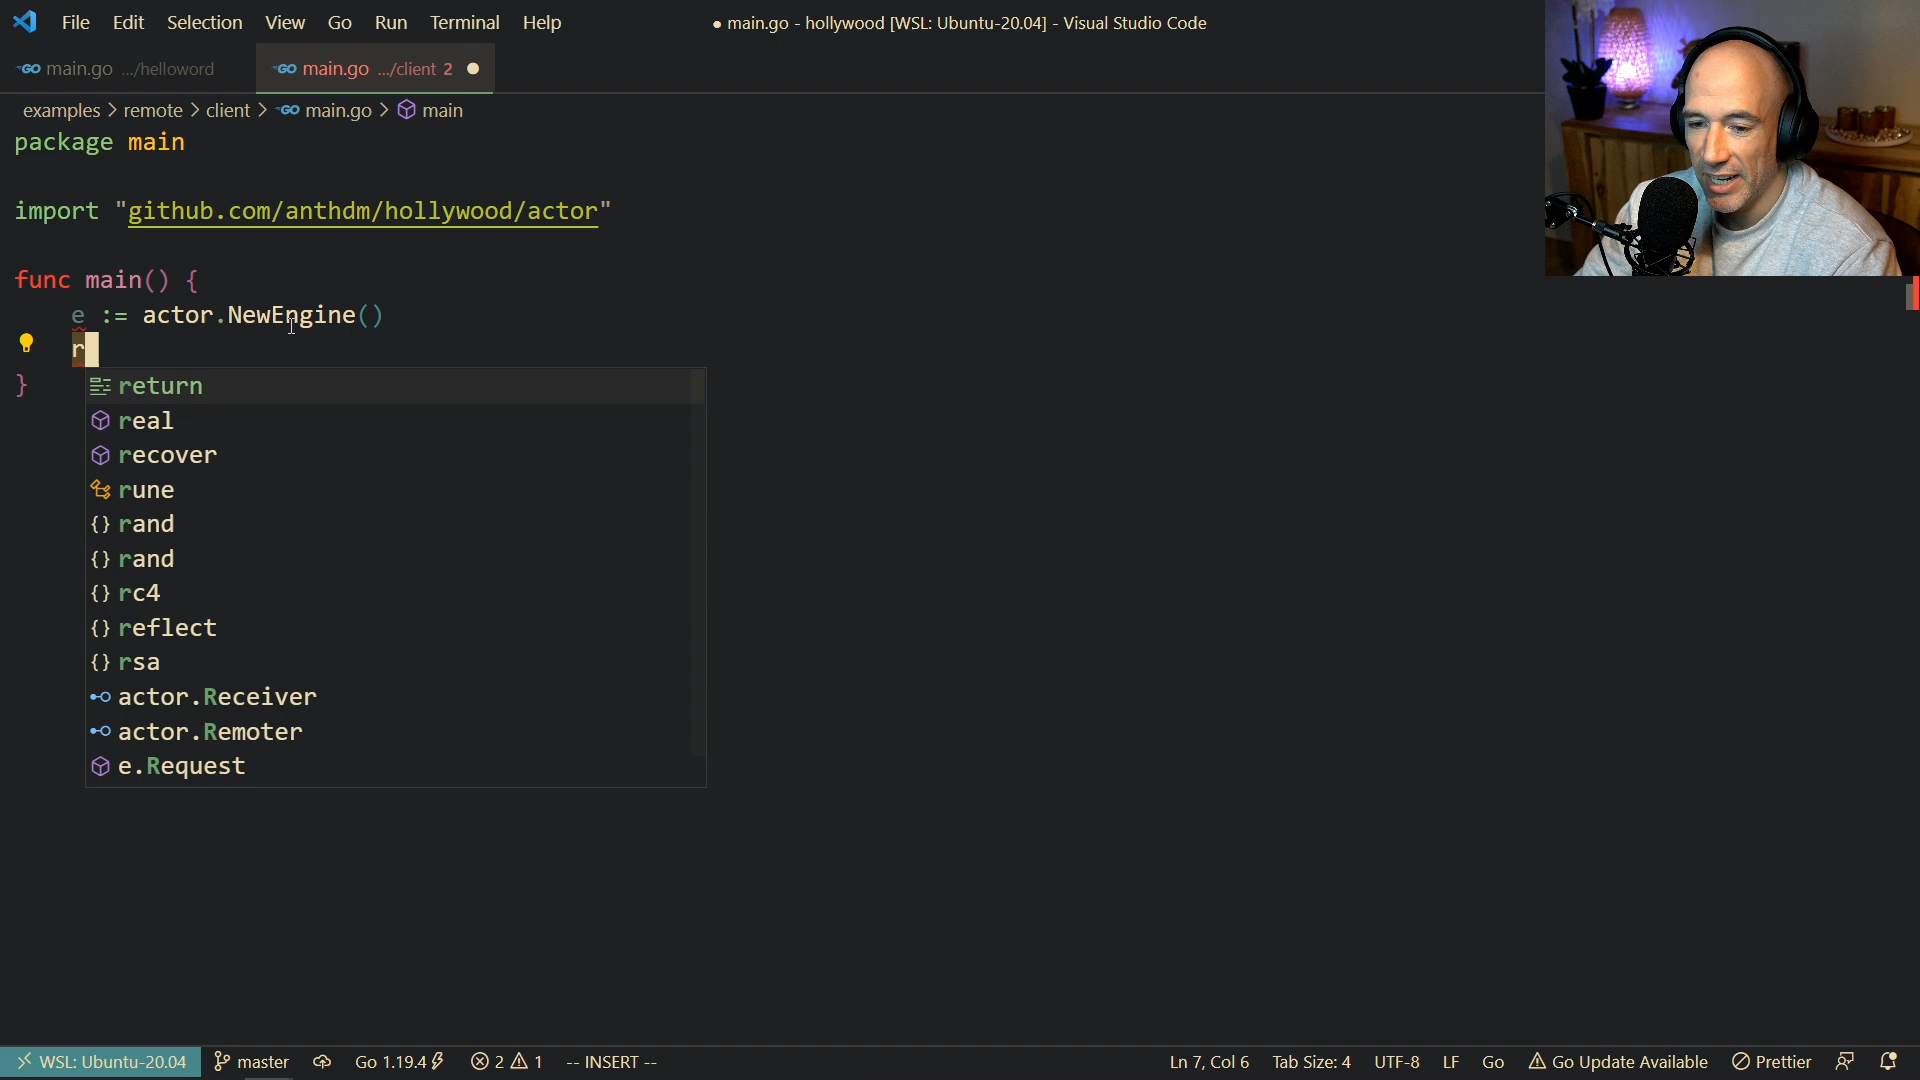 File Edit Selection View Go Run Terminal Help
● main.go - hollywood [WSL: Ubuntu-20.04] - Visual Studio Code
GO main.go .../helloword
GO main.go .../client 2 ●
examples > remote > client > GO main.go > main
package main
import "github.com/anthdm/hollywood/actor"
func main() {
e := actor.NewEngine()
r
return
real
recover
rune
{} rand
{} rand
{} rc4
{} reflect
{} rsa
actor.Receiver
actor.Remoter
e.Request
}
WSL: Ubuntu-20.04 master Go 1.19.4 2 1 -- INSERT -- Ln 7, Col 6 Tab Size: 4 UTF-8 LF Go Go Update Available Prettier